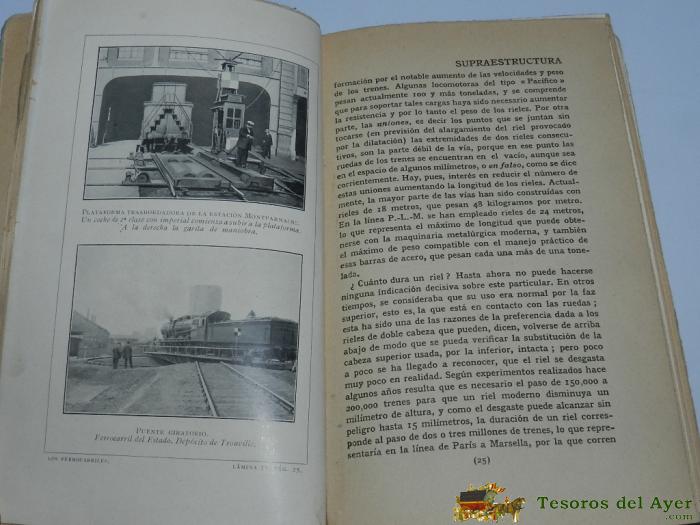 PLATAFORMA TRASBORDADORA DE LA ESTACIÓN MONTPARNASSE.
Un coche de 2ª clase con imperial comienza a subir a la plataforma.
A la derecha la garita de maniobra.
PUENTE GIRATORIO.
Ferrocarril del Estado. Depósito de Trouville.
LOS FERROCARRILES.
LÁMINA IV, PÁG. 25.
SUPRAESTRUCTURA
formación por el notable aumento de las velocidades y peso
de los trenes. Algunas locomotoras del tipo «Pacífico»
pesan actualmente 100 y más toneladas, y se comprende
que para soportar tales cargas haya sido necesario aumentar
la resistencia y por lo tanto el peso de los rieles. Por otra
parte, las uniones, es decir los puntos que se juntan sin
tocarse (en previsión del alargamiento del riel provocado
por la dilatación) las extremidades de dos rieles consecu-
tivos, son la parte débil de la vía, porque en ese punto las
ruedas de los trenes se encuentran en el vacío, aunque sea
en el espacio de algunos milímetros, o en falso, como se dice
corrientemente. Hay, pues, interés en reducir el número de
estas uniones aumentando la longitud de los rieles. Actual-
mente, la mayor parte de las vías han sido construídas con
rieles de 18 metros, que pesan 48 kilogramos por metro.
En la línea P.-L.-M. se han empleado rieles de 24 metros,
lo que representa el máximo de longitud que puede obte-
nerse con la maquinaria metalúrgica moderna, y también
el máximo de peso compatible con el manejo práctico de
esas barras de acero, que pesan cada una más de una tone-
lada.
¿Cuánto dura un riel? Hasta ahora no puede hacerse
ninguna indicación decisiva sobre este particular. En otros
tiempos, se consideraba que su uso era normal por la faz
superior, esto es, la que está en contacto con las ruedas;
esta ha sido una de las razones de la preferencia dada a los
rieles de doble cabeza que pueden, dicen, volverse de arriba
abajo de modo que se pueda verificar la substitución de la
cabeza superior usada, por la inferior, intacta; pero poco
a poco se ha llegado a reconocer, que el riel se desgasta
muy poco en realidad. Según experimentos realizados hace
algunos años resulta que es necesario el paso de 150,000 a
200,000 trenes para que un riel moderno disminuya un
milímetro de altura, y como el desgaste puede alcanzar sin
peligro hasta 15 milímetros, la duración de un riel corres-
ponde al paso de dos o tres millones de trenes, lo que repre-
sentaría en la línea de París a Marsella, por la que corren
(25)
Tesoros del Ayer
.com